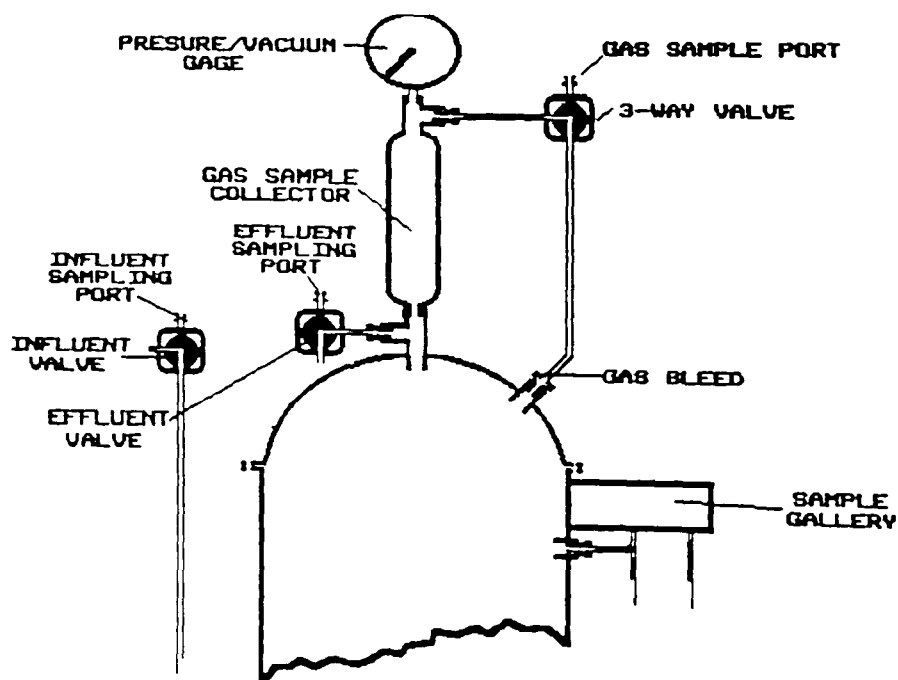 PRESURE/VACUUM
GAGE
GAS SAMPLE PORT
3-WAY VALVE
GAS SAMPLE
COLLECTOR
EFFLUENT
SAMPLING
PORT
INFLUENT
SAMPLING
PORT
INFLUENT
VALVE
GAS BLEED
EFFLUENT
VALVE
SAMPLE
GALLERY